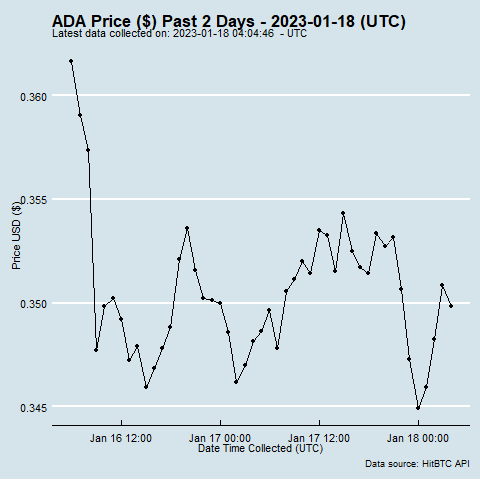 ADA Price ($) Past 2 Days - 2023-01-18 (UTC)
Latest data collected on: 2023-01-18 04:04:46  - UTC
0.360
0.355
0.350
0.345
Price USD ($)
Jan 16 12:00
Jan 17 00:00
Jan 17 12:00
Jan 18 00:00
Date Time Collected (UTC)
Data source: HitBTC API